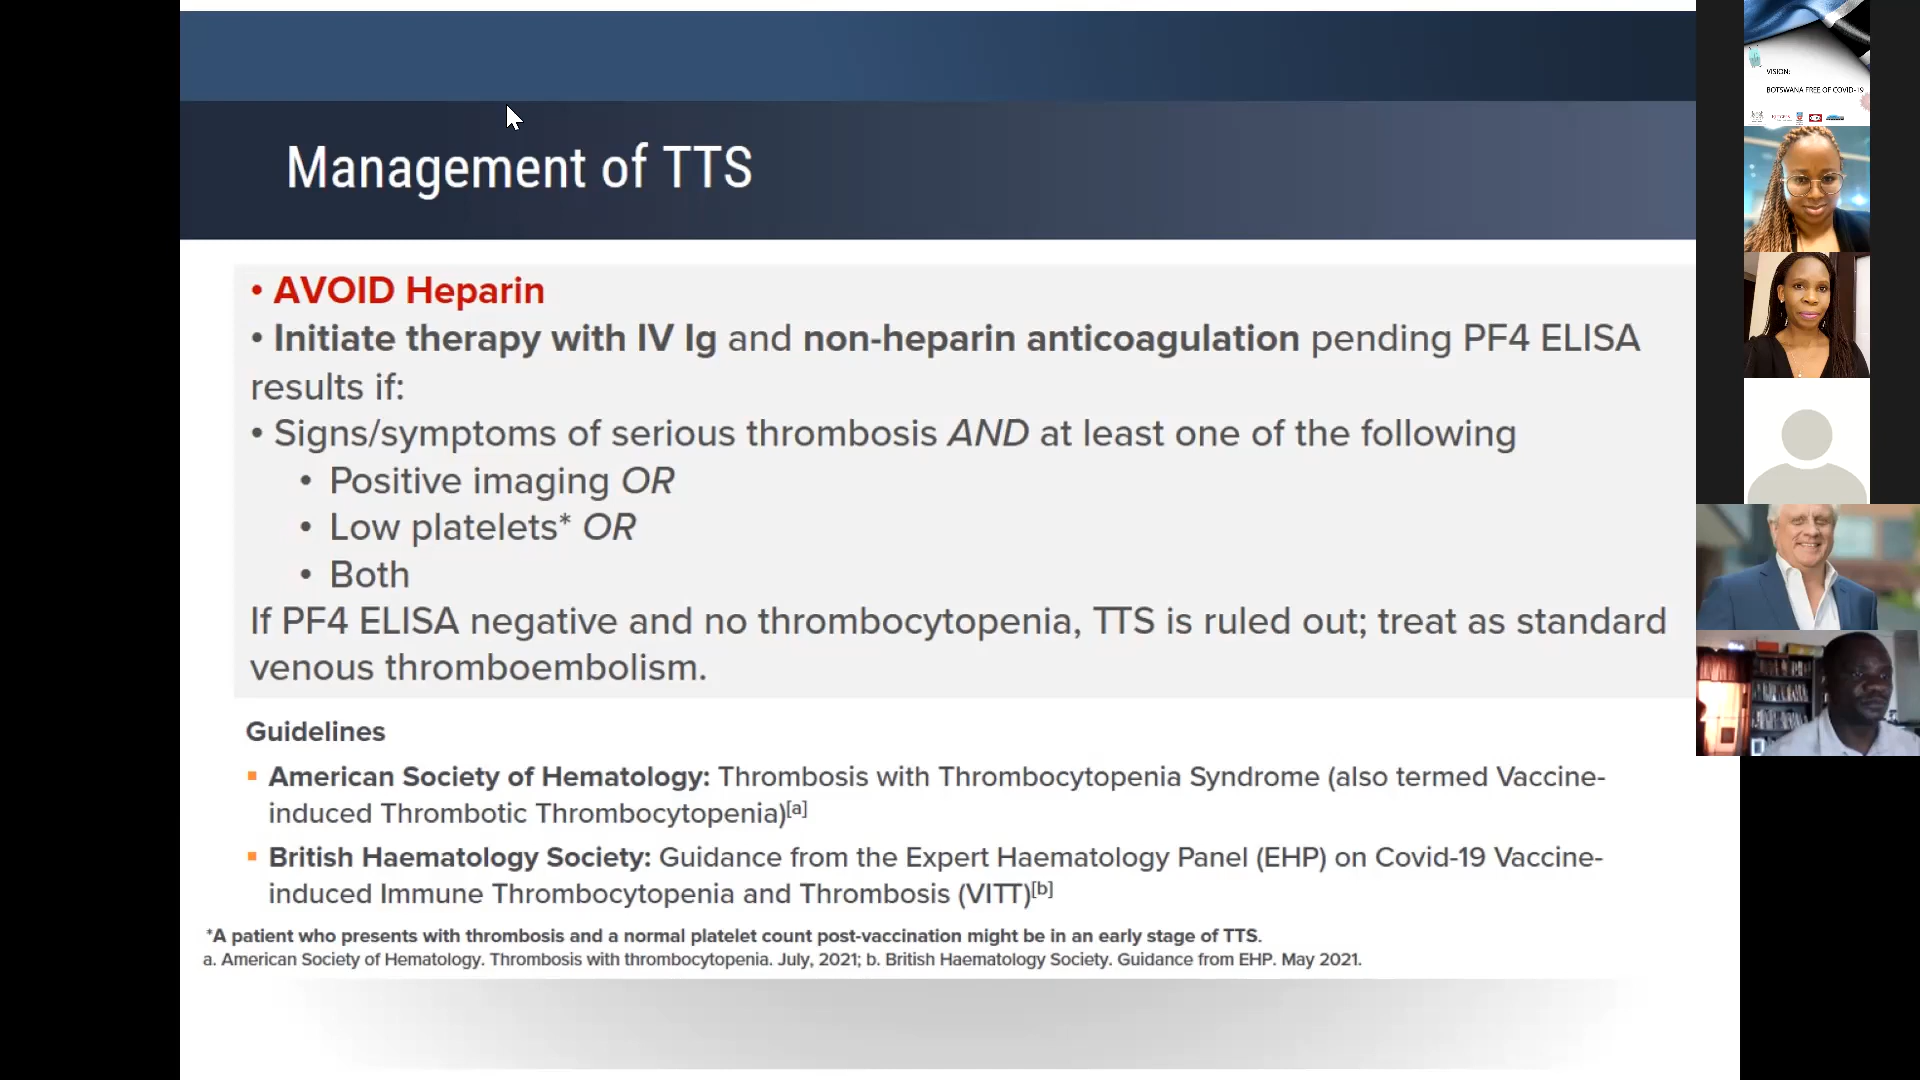 Management of TTS
• AVOID Heparin
• Initiate therapy with IV Ig and non-heparin anticoagulation pending PF4 ELISA
results if:
• Signs/symptoms of serious thrombosis AND at least one of the following
• Positive imaging OR
• Low platelets* OR
• Both
If PF4 ELISA negative and no thrombocytopenia, TTS is ruled out; treat as standard
venous thromboembolism.
Guidelines
▪ American Society of Hematology: Thrombosis with Thrombocytopenia Syndrome (also termed Vaccine-
induced Thrombotic Thrombocytopenia)[a]
▪ British Haematology Society: Guidance from the Expert Haematology Panel (EHP) on Covid-19 Vaccine-
induced Immune Thrombocytopenia and Thrombosis (VITT)[b]
*A patient who presents with thrombosis and a normal platelet count post-vaccination might be in an early stage of TTS.
a. American Society of Hematology. Thrombosis with thrombocytopenia. July, 2021; b. British Haematology Society. Guidance from EHP. May 2021.
VISION:
BOTSWANA FREE OF COVID-19